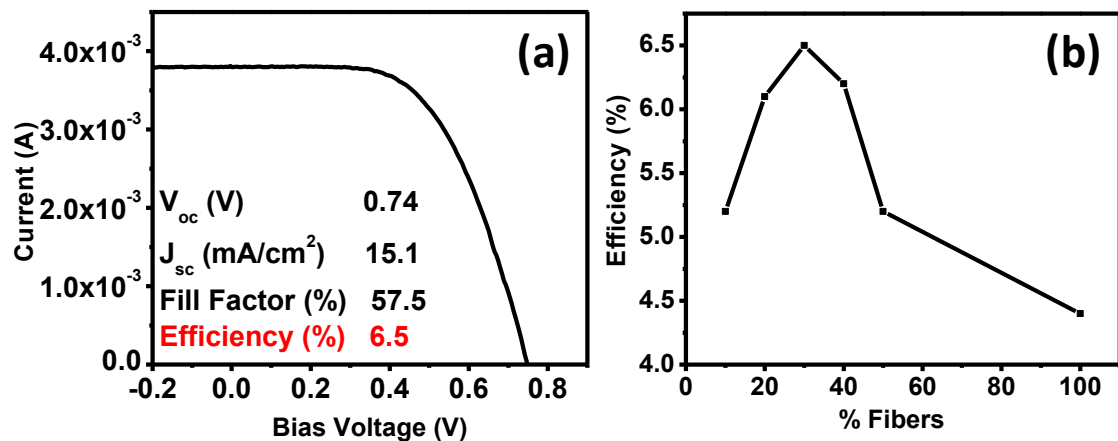 (a)
4.0x10⁻³
3.0x10⁻³
2.0x10⁻³
1.0x10⁻³
0.0
Current (A)
V_oc (V) 0.74
J_sc (mA/cm²) 15.1
Fill Factor (%) 57.5
Efficiency (%) 6.5
-0.2 0.0 0.2 0.4 0.6 0.8
Bias Voltage (V)
(b)
6.5
6.0
5.5
5.0
4.5
4.0
Efficiency (%)
0 20 40 60 80 100
% Fibers